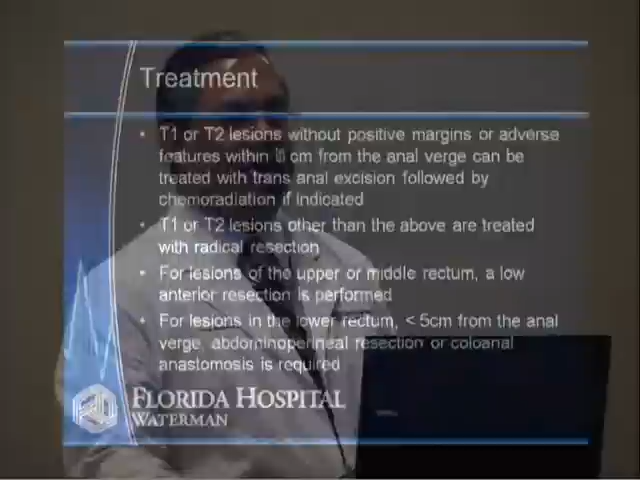 Treatment
• T1 or T2 lesions without positive margins or adverse
features within cm from the anal verge can be
treated with trans anal excision followed by
chemoradiation if indicated
• T1 or T2 lesions other than the above are treated
with radical resection
• For lesions of the upper or middle rectum, a low
anterior resection is performed
• For lesions in the lower rectum, < 5cm from the anal
verge, abdominoperineal resection or coloanal
anastomosis is required
FLORIDA HOSPITAL
WATERMAN